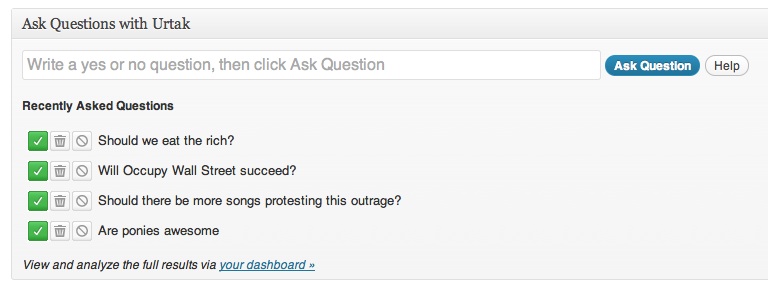 Ask Questions with Urtak
Write a yes or no question, then click Ask Question
Ask Question
Help
Recently Asked Questions
Should we eat the rich?
Will Occupy Wall Street succeed?
Should there be more songs protesting this outrage?
Are ponies awesome
View and analyze the full results via your dashboard »